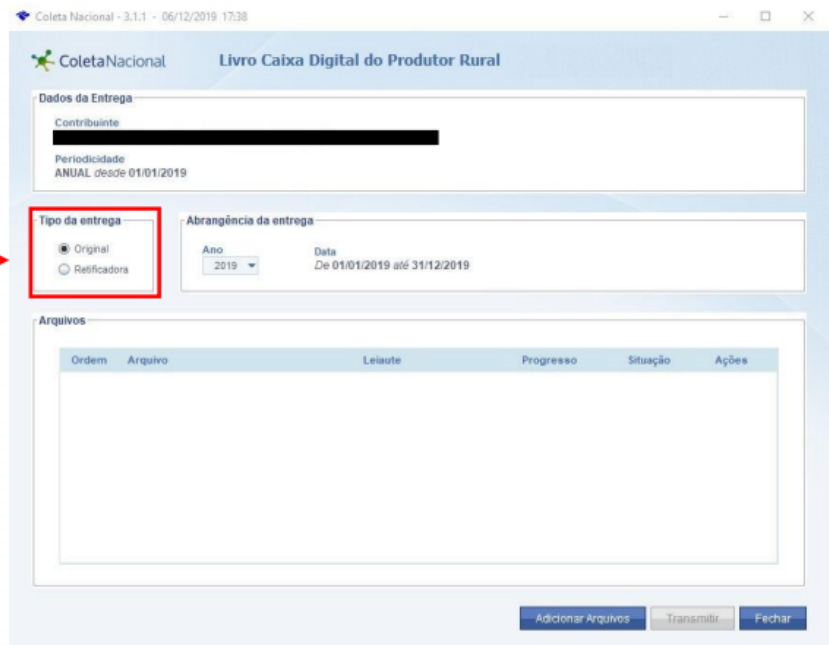 Coleta Nacional - 3.1.1 - 06/12/2019 17:38
ColetaNacional
Livro Caixa Digital do Produtor Rural
Dados da Entrega
Contribuinte
Periodicidade
ANUAL desde 01/01/2019
Tipo da entrega
Original
Retificadora
Abrangência da entrega
Ano
2019
Data
De 01/01/2019 até 31/12/2019
Arquivos
Ordem Arquivo Leiaute Progresso Situação Ações
Adicionar Arquivos Transmitir Fechar